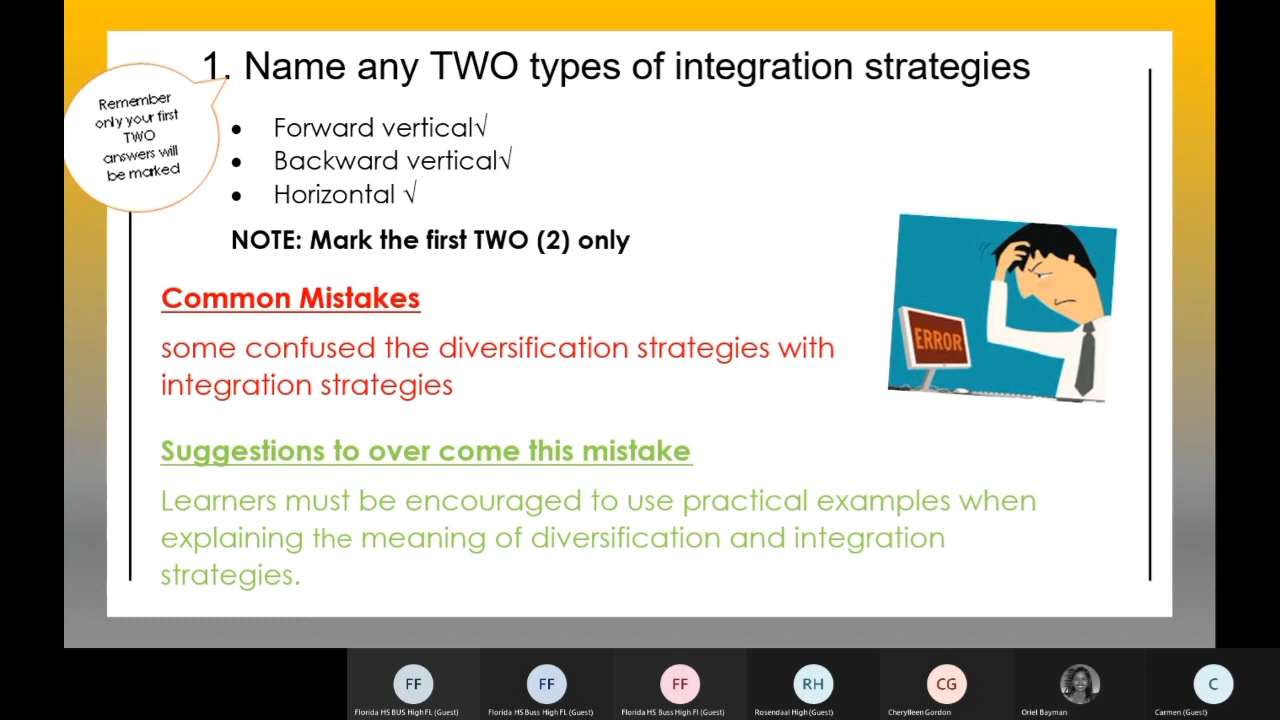 1. Name any TWO types of integration strategies
Remember
only your first
TWO
answers will
be marked
• Forward vertical√
• Backward vertical√
• Horizontal √
NOTE: Mark the first TWO (2) only
Common Mistakes
some confused the diversification strategies with
integration strategies
ERROR
Suggestions to over come this mistake
Learners must be encouraged to use practical examples when
explaining the meaning of diversification and integration
strategies.
FF
FF
FF
RH
CG
C
Florida HS BUS High FL (Guest)
Florida HS Buss High FL (Guest)
Florida HS Buss High Fl (Guest)
Rosendaal High (Guest)
Cherylleen Gordon
Oriel Bayman
Carmen (Guest)